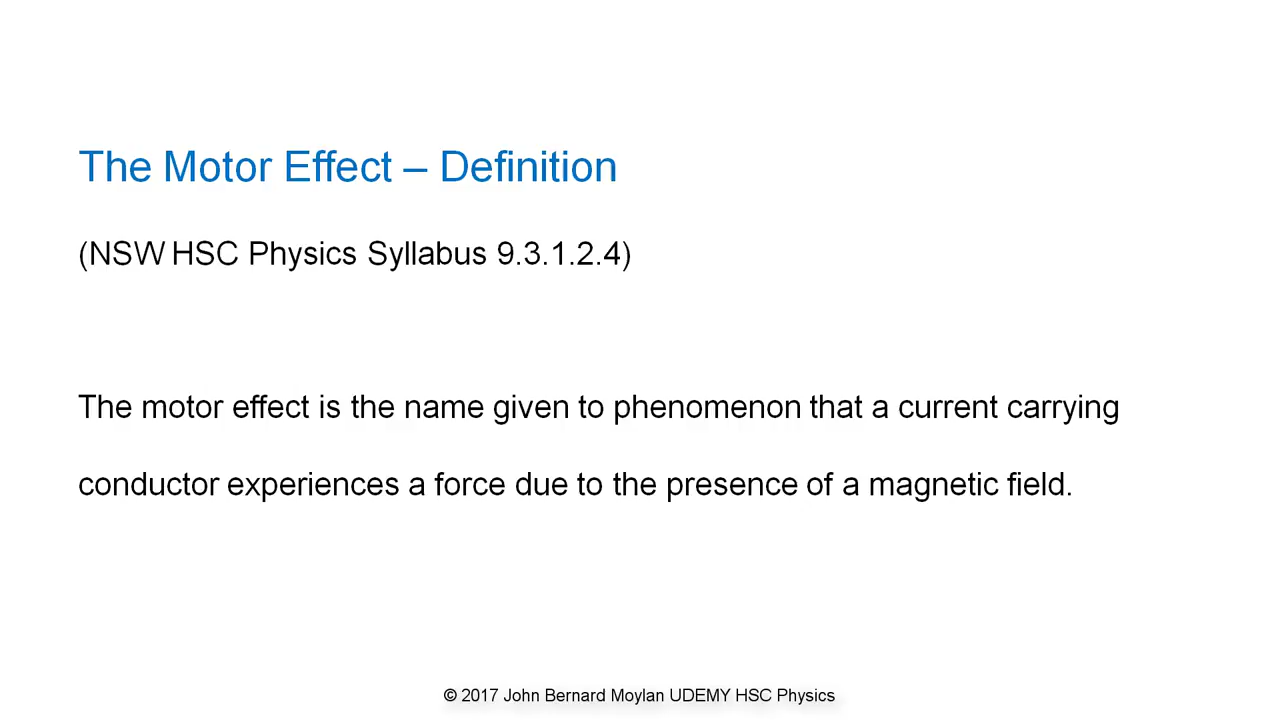 The Motor Effect – Definition
(NSW HSC Physics Syllabus 9.3.1.2.4)
The motor effect is the name given to phenomenon that a current carrying
conductor experiences a force due to the presence of a magnetic field.
© 2017 John Bernard Moylan UDEMY HSC Physics